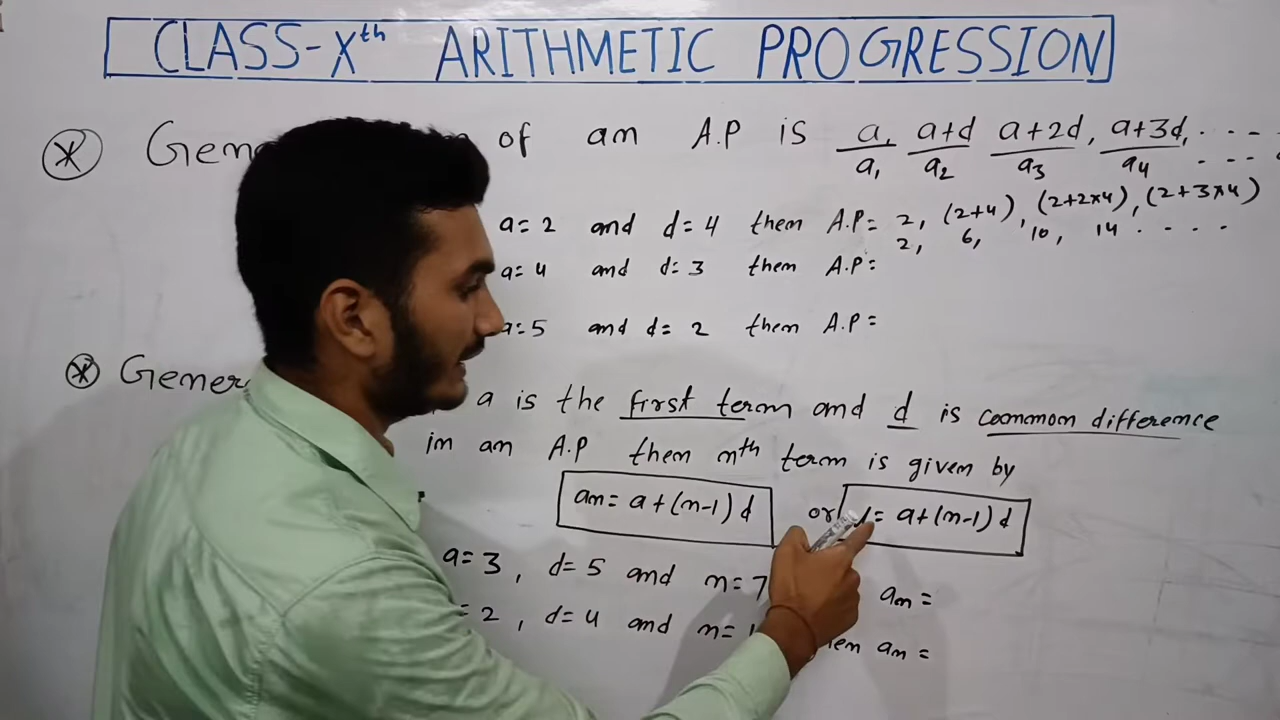 CLASS-Xth ARITHMETIC PROGRESSION
of an A.P is a, a+d, a+2d, a+3d, ....
a1 a2 a3 a4 ....
a=2 and d=4 then A.P= 2, (2+4), (2+2×4), (2+3×4)
2, 6, 10, 14 ....
a=4 and d=3 then A.P=
a=5 and d=2 then A.P=
a is the first term and d is common difference
in an A.P then nth term is given by
an= a+(n-1)d or = a+(n-1)d
a=3, d=5 and n=7 an=
=2, d=4 and n= an=